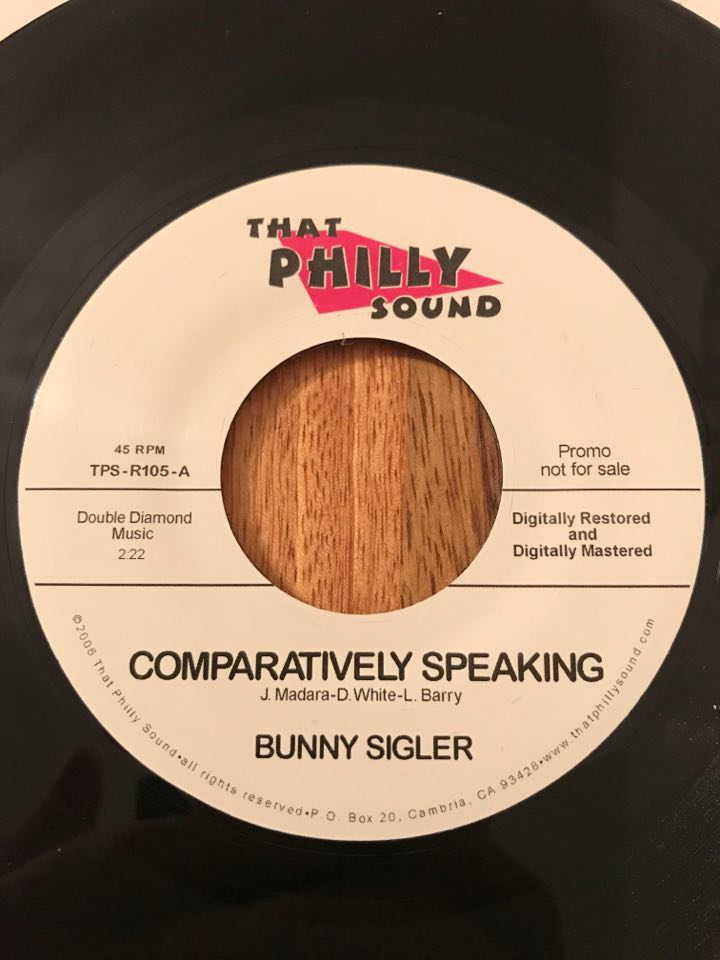 THAT
PHILLY
SOUND
45 RPM
TPS-R105-A
Promo
not for sale
Double Diamond
Music
2:22
Digitally Restored
and
Digitally Mastered
COMPARATIVELY SPEAKING
J. Madara-D. White-L. Barry
BUNNY SIGLER
©2006 That Philly Sound•all rights reserved•P.O. Box 20, Cambria, CA 93428•www.thatphillysound.com